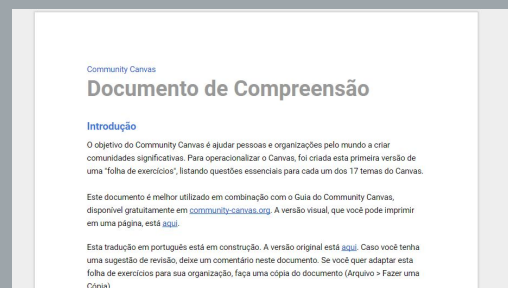 Community Canvas
Documento de Compreensão
Introdução
O objetivo do Community Canvas é ajudar pessoas e organizações pelo mundo a criar
comunidades significativas. Para operacionalizar o Canvas, foi criada esta primeira versão de
uma "folha de exercícios", listando questões essenciais para cada um dos 17 temas do Canvas.
Este documento é melhor utilizado em combinação com o Guia do Community Canvas,
disponível gratuitamente em community-canvas.org. A versão visual, que você pode imprimir
em uma página, está aqui.
Esta tradução em português está em construção. A versão original está aqui. Caso você tenha
uma sugestão de revisão, deixe um comentário neste documento. Se você quer adaptar esta
folha de exercícios para sua organização, faça uma cópia do documento (Arquivo > Fazer uma
Cópia)